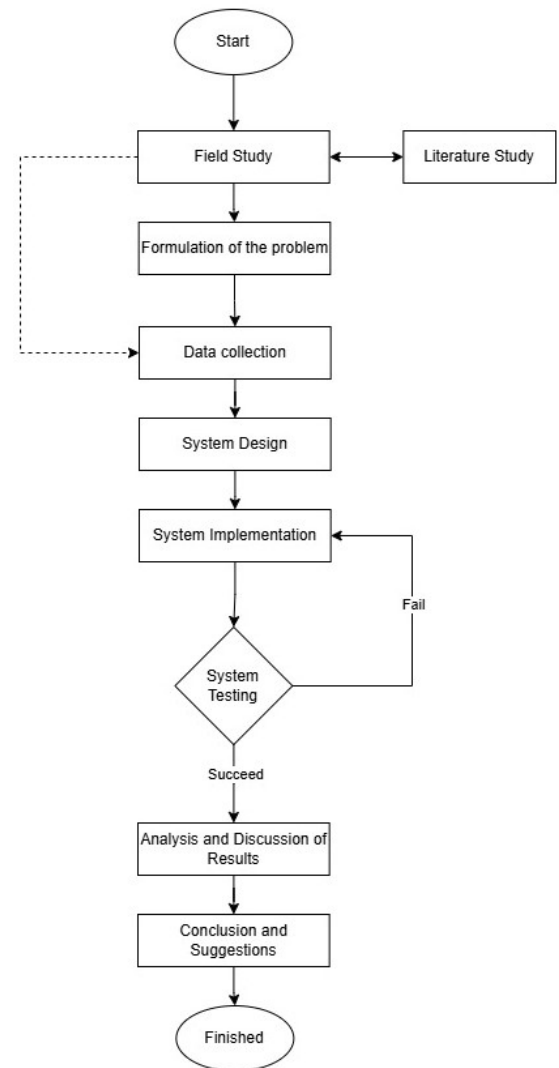 Start
Field Study
Literature Study
Formulation of the problem
Data collection
System Design
System Implementation
Fail
System
Testing
Succeed
Analysis and Discussion of
Results
Conclusion and
Suggestions
Finished